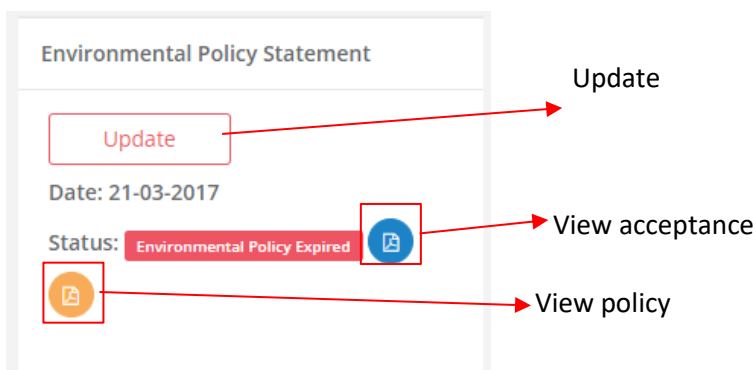 Environmental Policy Statement
Update
Update
Date: 21-03-2017
Status: Environmental Policy Expired
View acceptance
View policy